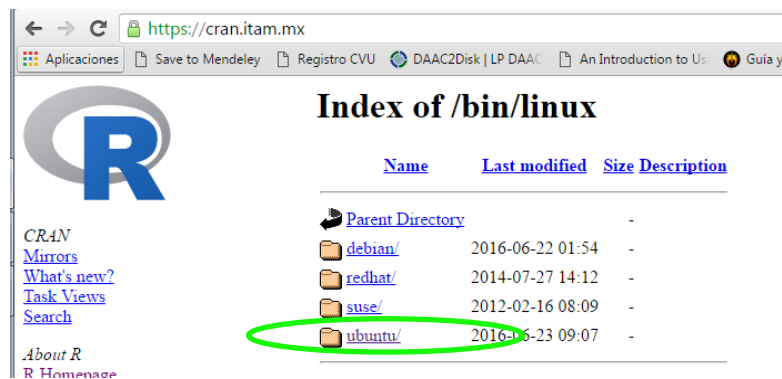 https://cran.itam.mx
Aplicaciones Save to Mendeley Registro CVU DAAC2Disk | LP DAAC An Introduction to Us Guía y
R
Index of /bin/linux
Name Last modified Size Description
Parent Directory -
debian/ 2016-06-22 01:54 -
redhat/ 2014-07-27 14:12 -
suse/ 2012-02-16 08:09 -
ubuntu/ 2016-06-23 09:07 -
CRAN
Mirrors
What's new?
Task Views
Search
About R
R Homepage